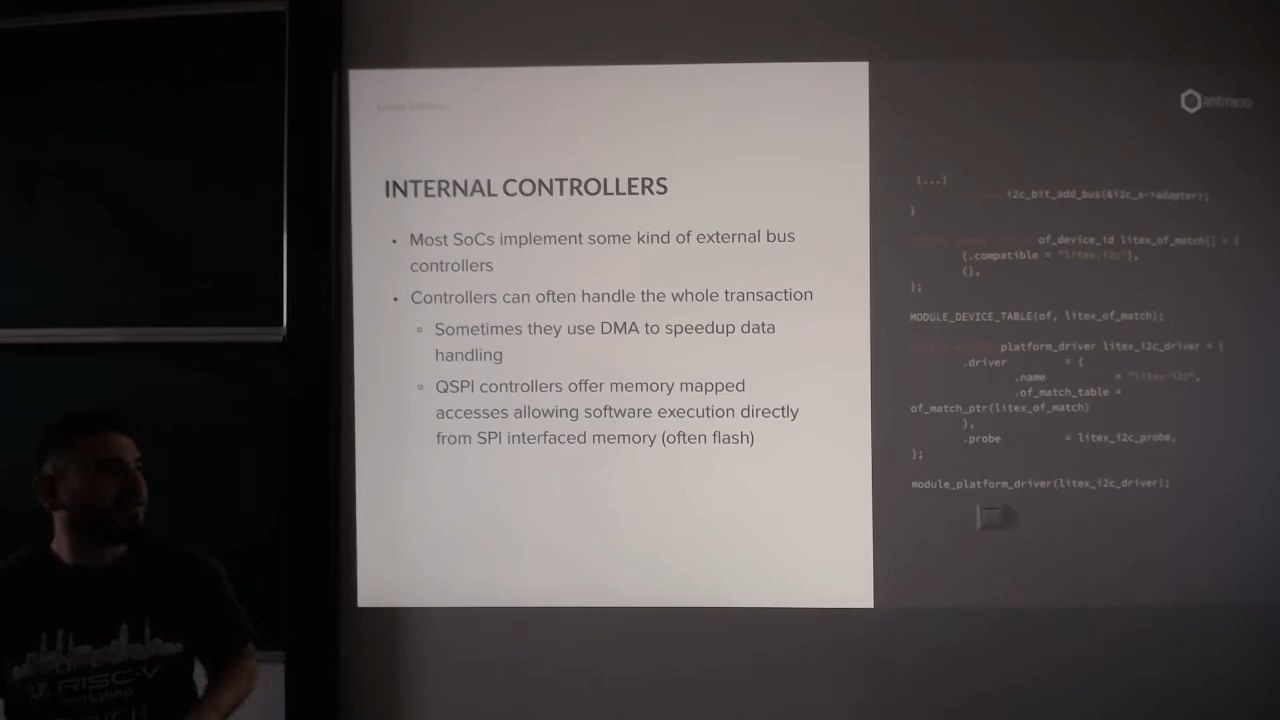 INTERNAL CONTROLLERS
• Most SoCs implement some kind of external bus
controllers
• Controllers can often handle the whole transaction
▫ Sometimes they use DMA to speedup data
handling
▫ QSPI controllers offer memory mapped
accesses allowing software execution directly
from SPI interfaced memory (often flash)
antmicro
(...)
i2c_bit_add_bus(&i2c_s->adapter);
}
of_device_id litex_of_match[] = {
{.compatible = "litex,i2c"},
{},
};
MODULE_DEVICE_TABLE(of, litex_of_match);
platform_driver litex_i2c_driver = {
.driver = {
.name = "litex-i2c",
.of_match_table =
of_match_ptr(litex_of_match)
},
.probe = litex_i2c_probe,
};
module_platform_driver(litex_i2c_driver);
RISC-V
workshop